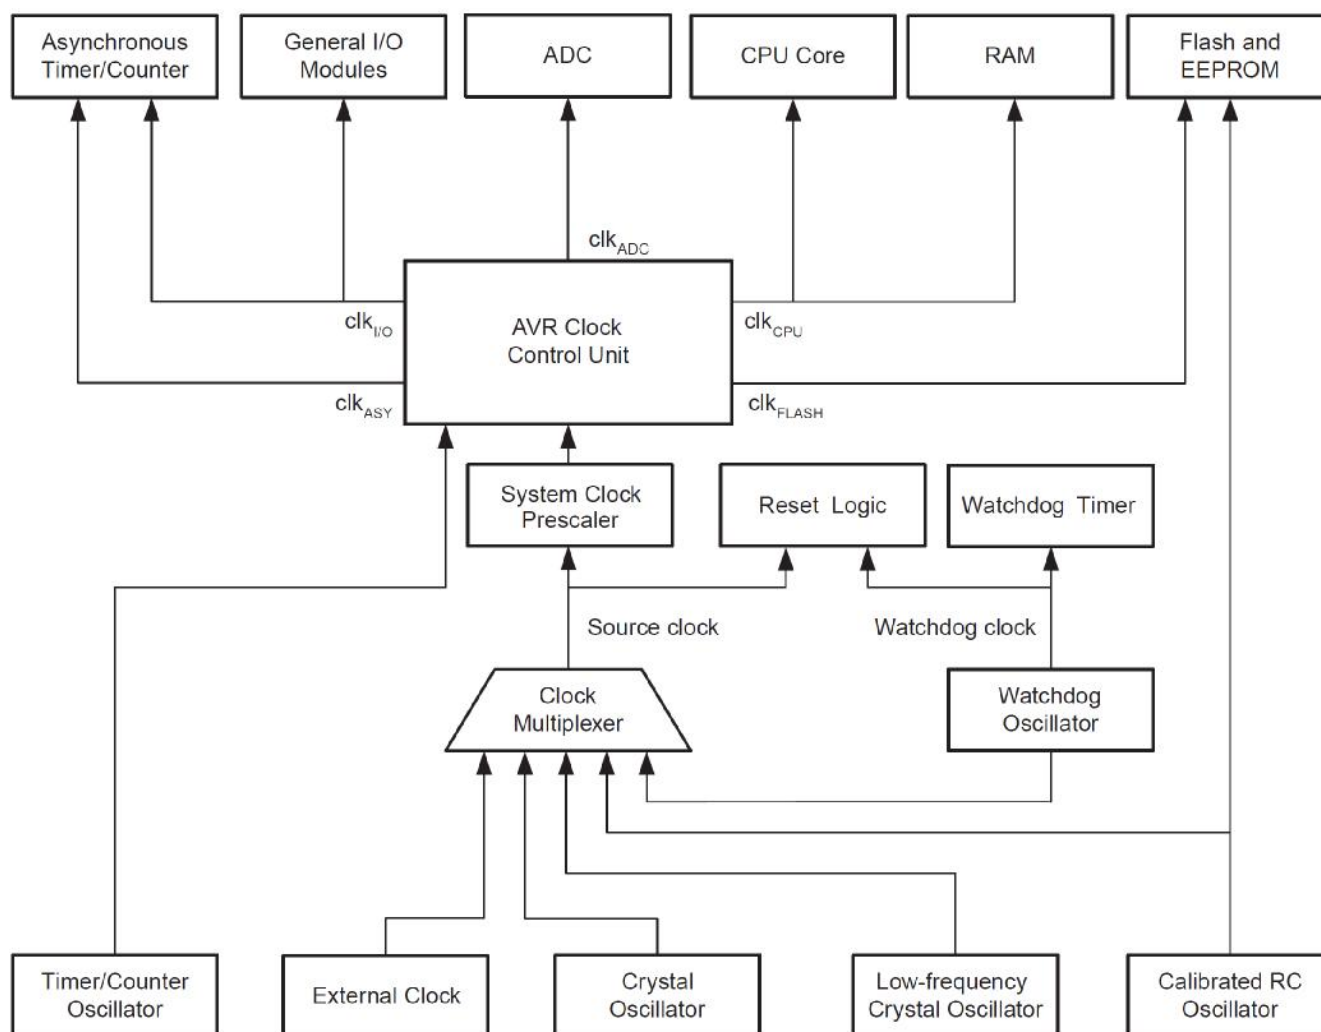 Asynchronous
Timer/Counter
General I/O
Modules
ADC
CPU Core
RAM
Flash and
EEPROM
clkADC
clkI/O
AVR Clock
Control Unit
clkCPU
clkASY
clkFLASH
System Clock
Prescaler
Reset Logic
Watchdog Timer
Source clock
Watchdog clock
Clock
Multiplexer
Watchdog
Oscillator
Timer/Counter
Oscillator
External Clock
Crystal
Oscillator
Low-frequency
Crystal Oscillator
Calibrated RC
Oscillator